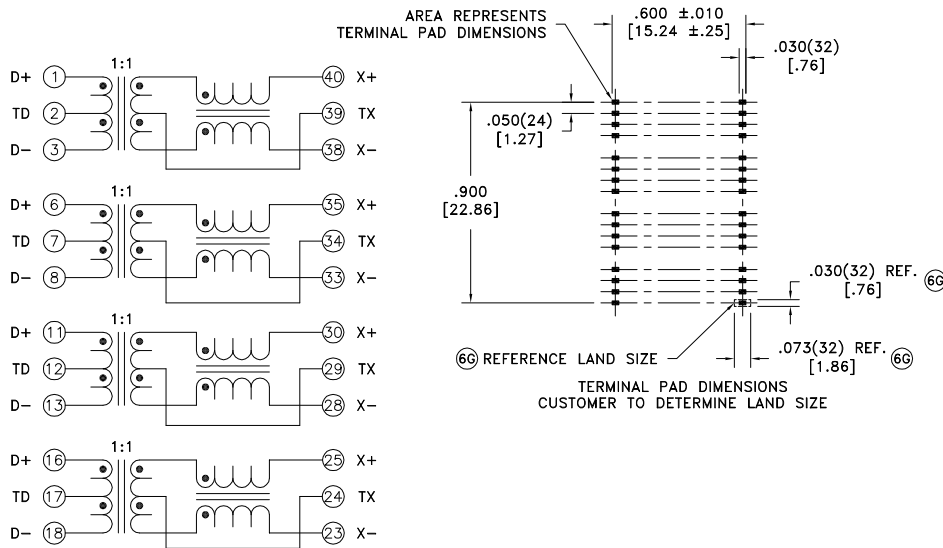 AREA REPRESENTS
TERMINAL PAD DIMENSIONS
.600 ±.010
[15.24 ±.25]
.030(32)
[.76]
.050(24)
[1.27]
.900
[22.86]
.030(32) REF. 6G
[.76]
6G REFERENCE LAND SIZE
.073(32) REF. 6G
[1.86]
TERMINAL PAD DIMENSIONS
CUSTOMER TO DETERMINE LAND SIZE
1:1
D+ 1 40 X+
TD 2 39 TX
D- 3 38 X-
1:1
D+ 6 35 X+
TD 7 34 TX
D- 8 33 X-
1:1
D+ 11 30 X+
TD 12 29 TX
D- 13 28 X-
1:1
D+ 16 25 X+
TD 17 24 TX
D- 18 23 X-